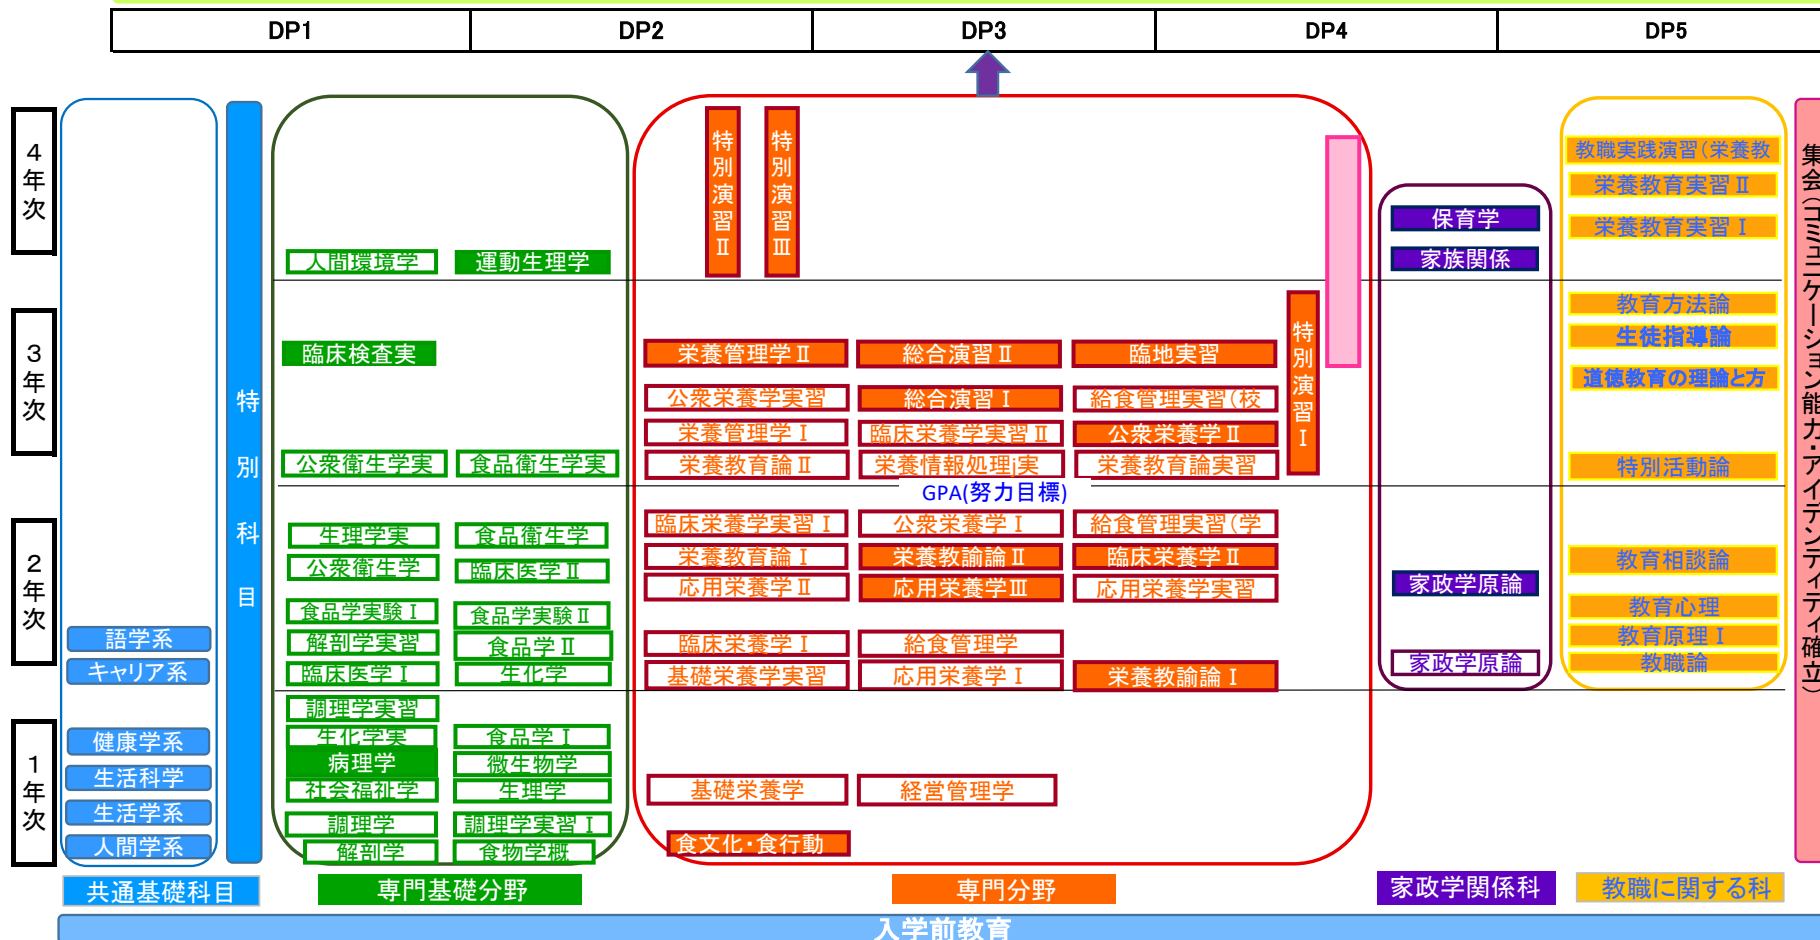 DP1 DP2 DP3 DP4 DP5
4年次
3年次
2年次
1年次
語学系
キャリア系
健康学系
生活科学
生活学系
人間学系
共通基礎科目
特別科目
人間環境学 運動生理学
臨床検査実
公衆衛生学実 食品衛生学実
生理学実 食品衛生学
公衆衛生学 臨床医学Ⅱ
食品学実験Ⅰ 食品学実験Ⅱ
解剖学実習 食品学Ⅱ
臨床医学Ⅰ 生化学
調理学実習
生化学実 食品学Ⅰ
病理学 微生物学
社会福祉学 生理学
調理学 調理学実習Ⅰ
解剖学 食物学概
専門基礎分野
特別演習Ⅱ
特別演習Ⅲ
特別演習Ⅰ
栄養管理学Ⅱ 総合演習Ⅱ 臨地実習
公衆栄養学実習 総合演習Ⅰ 給食管理実習(校
栄養管理学Ⅰ 臨床栄養学実習Ⅱ 公衆栄養学Ⅱ
栄養教育論Ⅱ 栄養情報処理j実 栄養教育論実習
GPA(努力目標)
臨床栄養学実習Ⅰ 公衆栄養学Ⅰ 給食管理実習(学
栄養教育論Ⅰ 栄養教諭論Ⅱ 臨床栄養学Ⅱ
応用栄養学Ⅱ 応用栄養学Ⅲ 応用栄養学実習
臨床栄養学Ⅰ 給食管理学
基礎栄養学実習 応用栄養学Ⅰ 栄養教諭論Ⅰ
基礎栄養学 経営管理学
食文化・食行動
専門分野
保育学
家族関係
家政学原論
家政学原論
家政学関係科
教職実践演習(栄養教
栄養教育実習Ⅱ
栄養教育実習Ⅰ
教育方法論
生徒指導論
道徳教育の理論と方
特別活動論
教育相談論
教育心理
教育原理Ⅰ
教職論
教職に関する科
集会(コミュニケーション能力・アイデンティティ確立)
入学前教育